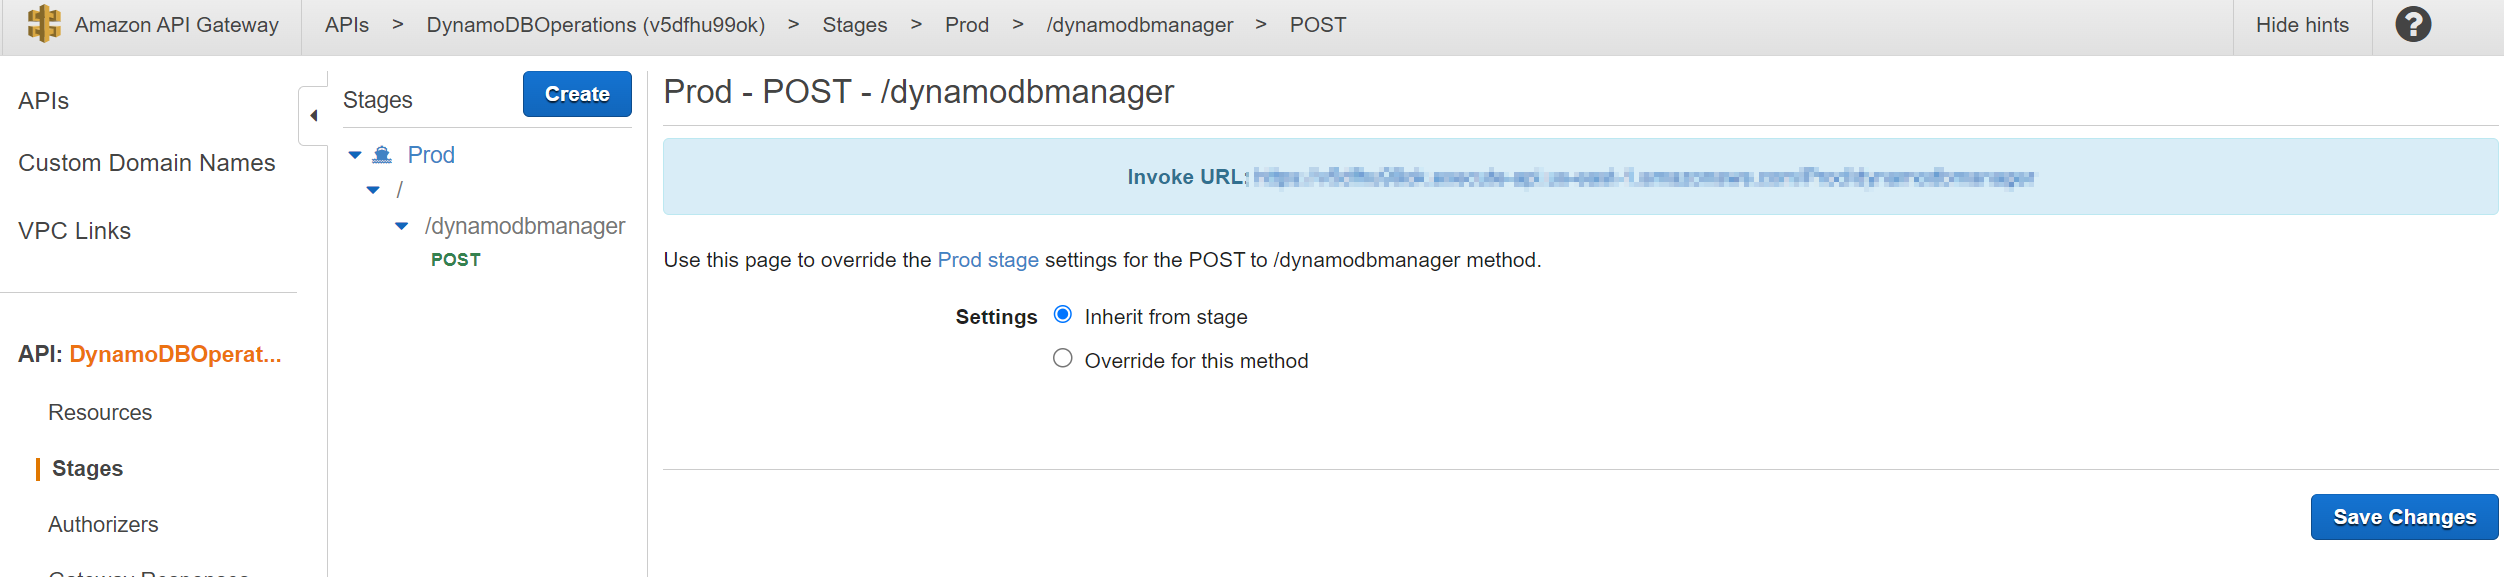 Amazon API Gateway APIs > DynamoDBOperations (v5dfhu99ok) > Stages > Prod > /dynamodbmanager > POST Hide hints ?
APIs
Custom Domain Names
VPC Links
API: DynamoDBOperat...
Resources
Stages
Authorizers
Gateway Responses
Stages Create
Prod
/
/dynamodbmanager
POST
Prod - POST - /dynamodbmanager
Invoke URL:
Use this page to override the Prod stage settings for the POST to /dynamodbmanager method.
Settings Inherit from stage
Override for this method
Save Changes